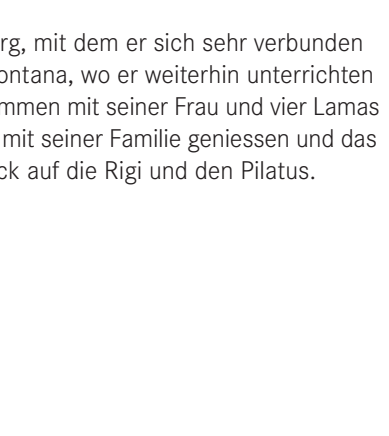 rg, mit dem er sich sehr verbunden
ontana, wo er weiterhin unterrichten
mmen mit seiner Frau und vier Lamas
mit seiner Familie geniessen und das
ck auf die Rigi und den Pilatus.